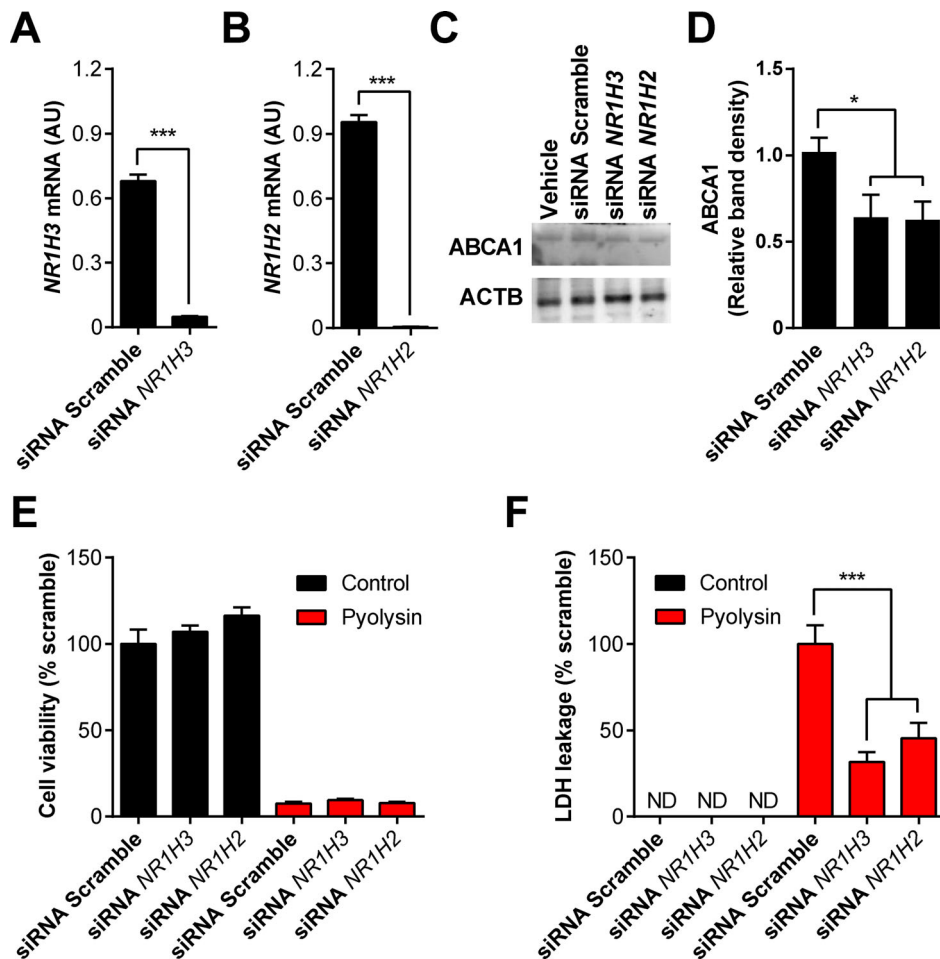 A
NR1H3 mRNA (AU)
1.2
0.9
0.6
0.3
0
***
siRNA Scramble
siRNA NR1H3
B
NR1H2 mRNA (AU)
1.2
0.9
0.6
0.3
0
***
siRNA Scramble
siRNA NR1H2
C
Vehicle
siRNA Scramble
siRNA NR1H3
siRNA NR1H2
ABCA1
ACTB
D
ABCA1
(Relative band density)
1.5
1.0
0.5
0.0
*
siRNA Sramble
siRNA NR1H3
siRNA NR1H2
E
Cell viability (% scramble)
150
100
50
0
Control
Pyolysin
siRNA Scramble
siRNA NR1H3
siRNA NR1H2
siRNA Scramble
siRNA NR1H3
siRNA NR1H2
F
LDH leakage (% scramble)
150
100
50
0
Control
Pyolysin
***
ND ND ND
siRNA Scramble
siRNA NR1H3
siRNA NR1H2
siRNA Scramble
siRNA NR1H3
siRNA NR1H2